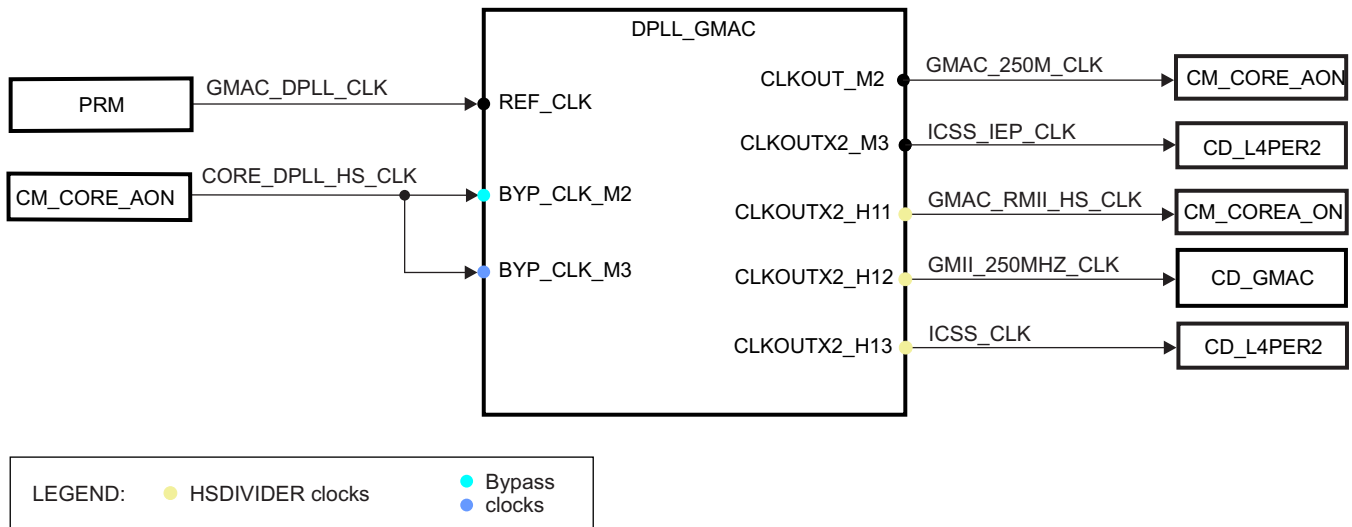 DPLL_GMAC
PRM
GMAC_DPLL_CLK
REF_CLK
CM_CORE_AON
CORE_DPLL_HS_CLK
BYP_CLK_M2
BYP_CLK_M3
CLKOUT_M2
GMAC_250M_CLK
CM_CORE_AON
CLKOUTX2_M3
ICSS_IEP_CLK
CD_L4PER2
CLKOUTX2_H11
GMAC_RMII_HS_CLK
CM_COREA_ON
CLKOUTX2_H12
GMII_250MHZ_CLK
CD_GMAC
CLKOUTX2_H13
ICSS_CLK
CD_L4PER2
LEGEND:
HSDIVIDER clocks
Bypass
clocks